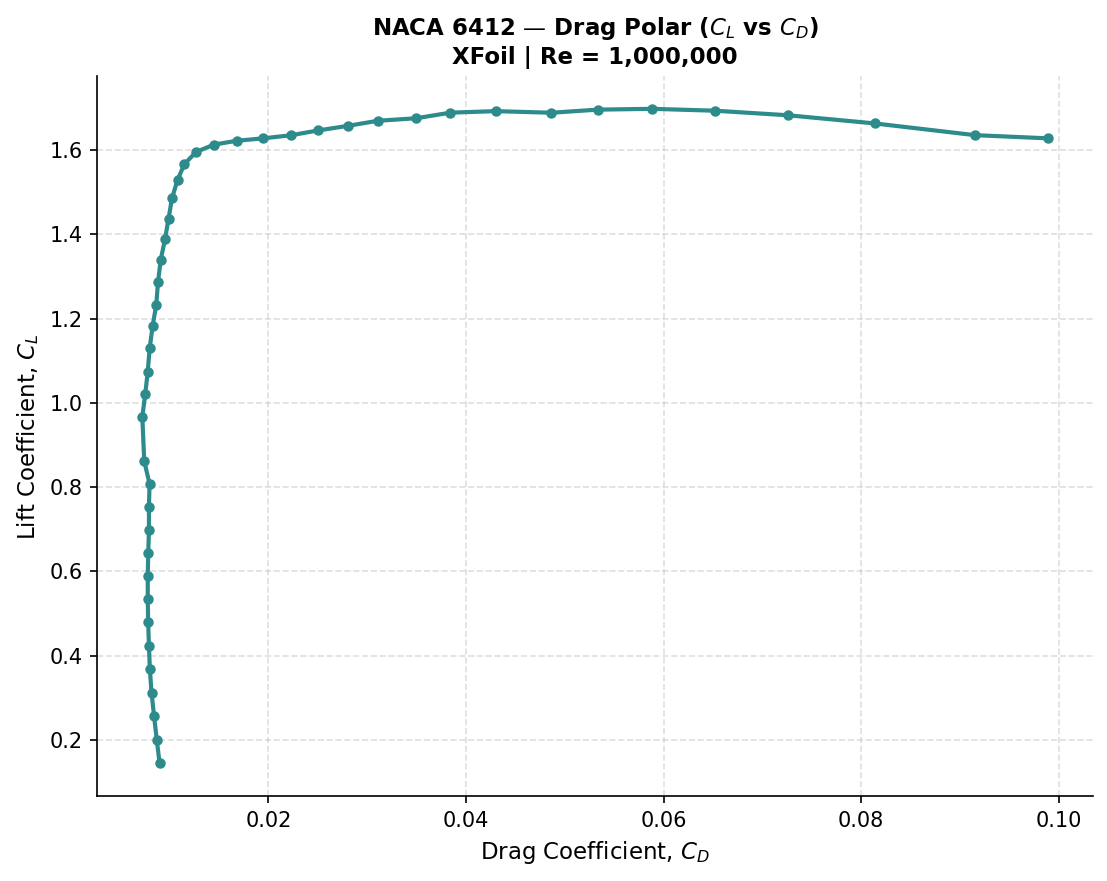 NACA 6412 — Drag Polar (C_L vs C_D)
XFoil | Re = 1,000,000
Lift Coefficient, C_L
1.6
1.4
1.2
1.0
0.8
0.6
0.4
0.2
0.02 0.04 0.06 0.08 0.10
Drag Coefficient, C_D